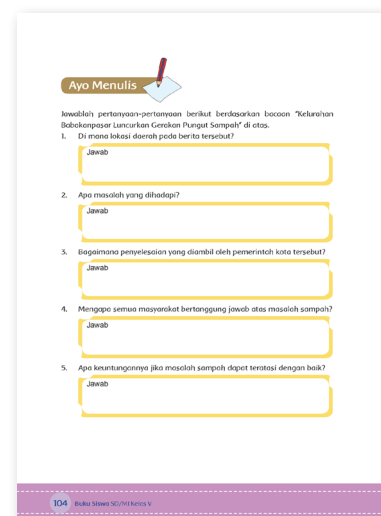 Ayo Menulis
Jawablah pertanyaan-pertanyaan berikut berdasarkan bacaan "Kelurahan
Babakanpasar Luncurkan Gerakan Pungut Sampah" di atas.
1. Di mana lokasi daerah pada berita tersebut?
Jawab
2. Apa masalah yang dihadapi?
Jawab
3. Bagaimana penyelesaian yang diambil oleh pemerintah kota tersebut?
Jawab
4. Mengapa semua masyarakat bertanggung jawab atas masalah sampah?
Jawab
5. Apa keuntungannya jika masalah sampah dapat teratasi dengan baik?
Jawab
104 Buku Siswa SD/MI Kelas V